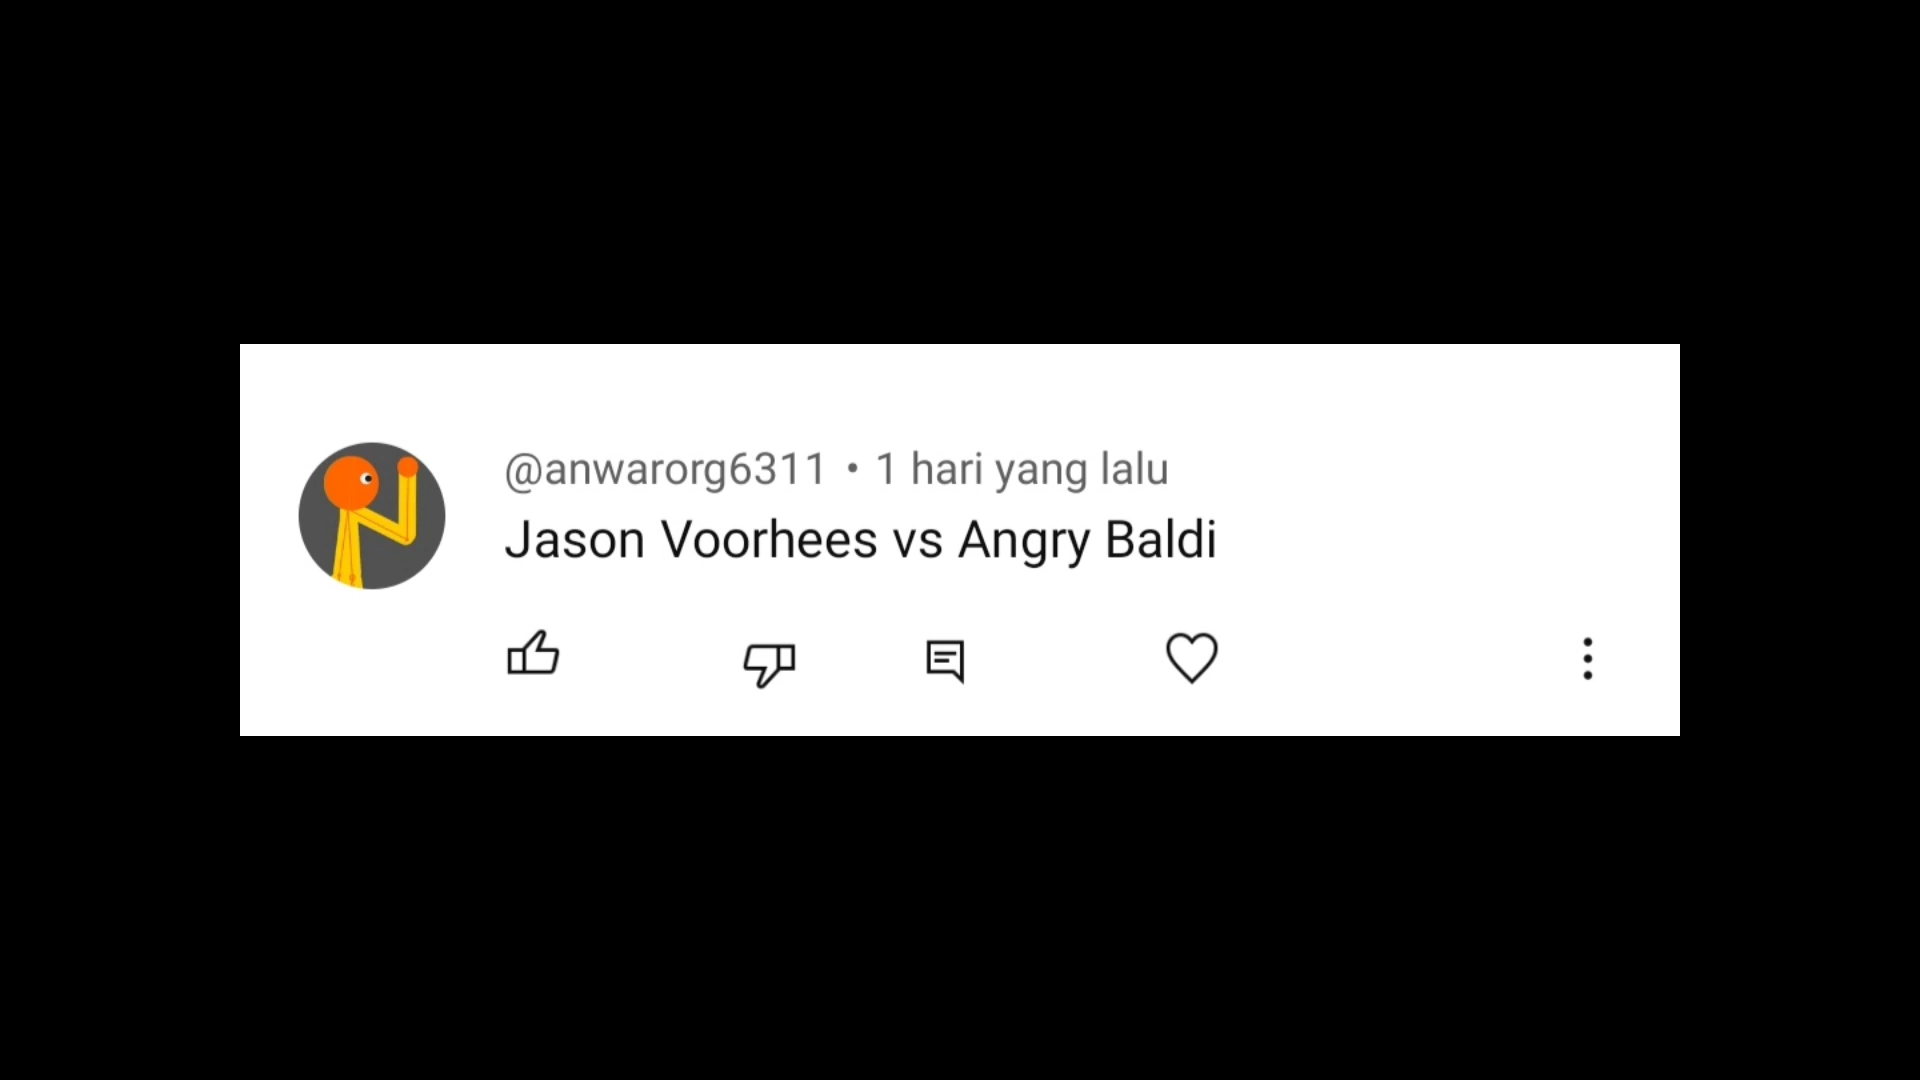 @anwarorg6311 • 1 hari yang lalu
Jason Voorhees vs Angry Baldi